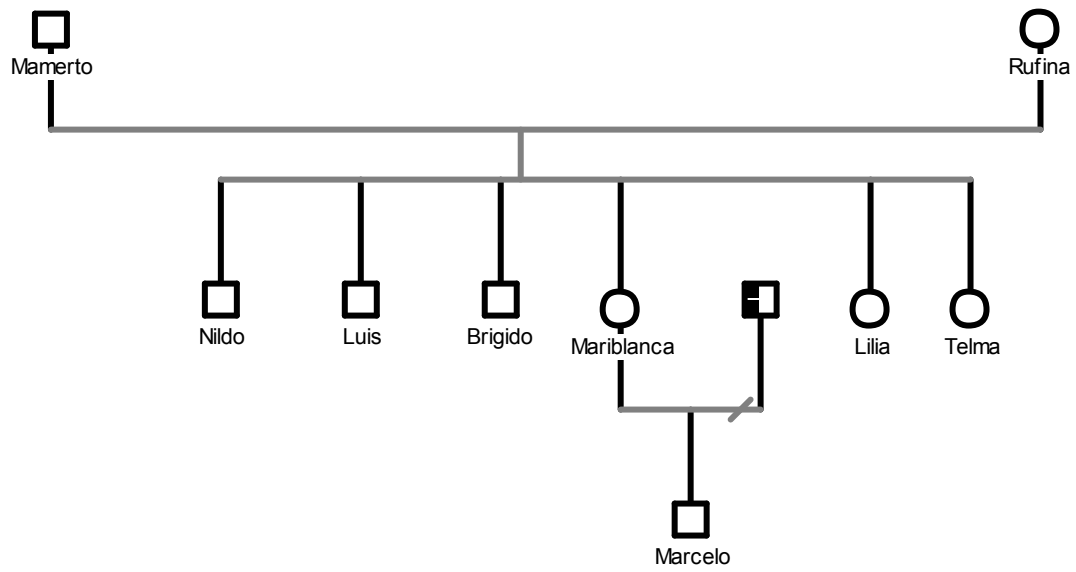 Mamerto
Rufina
Nildo
Luis
Brigido
Mariblanca
Lilia
Telma
Marcelo